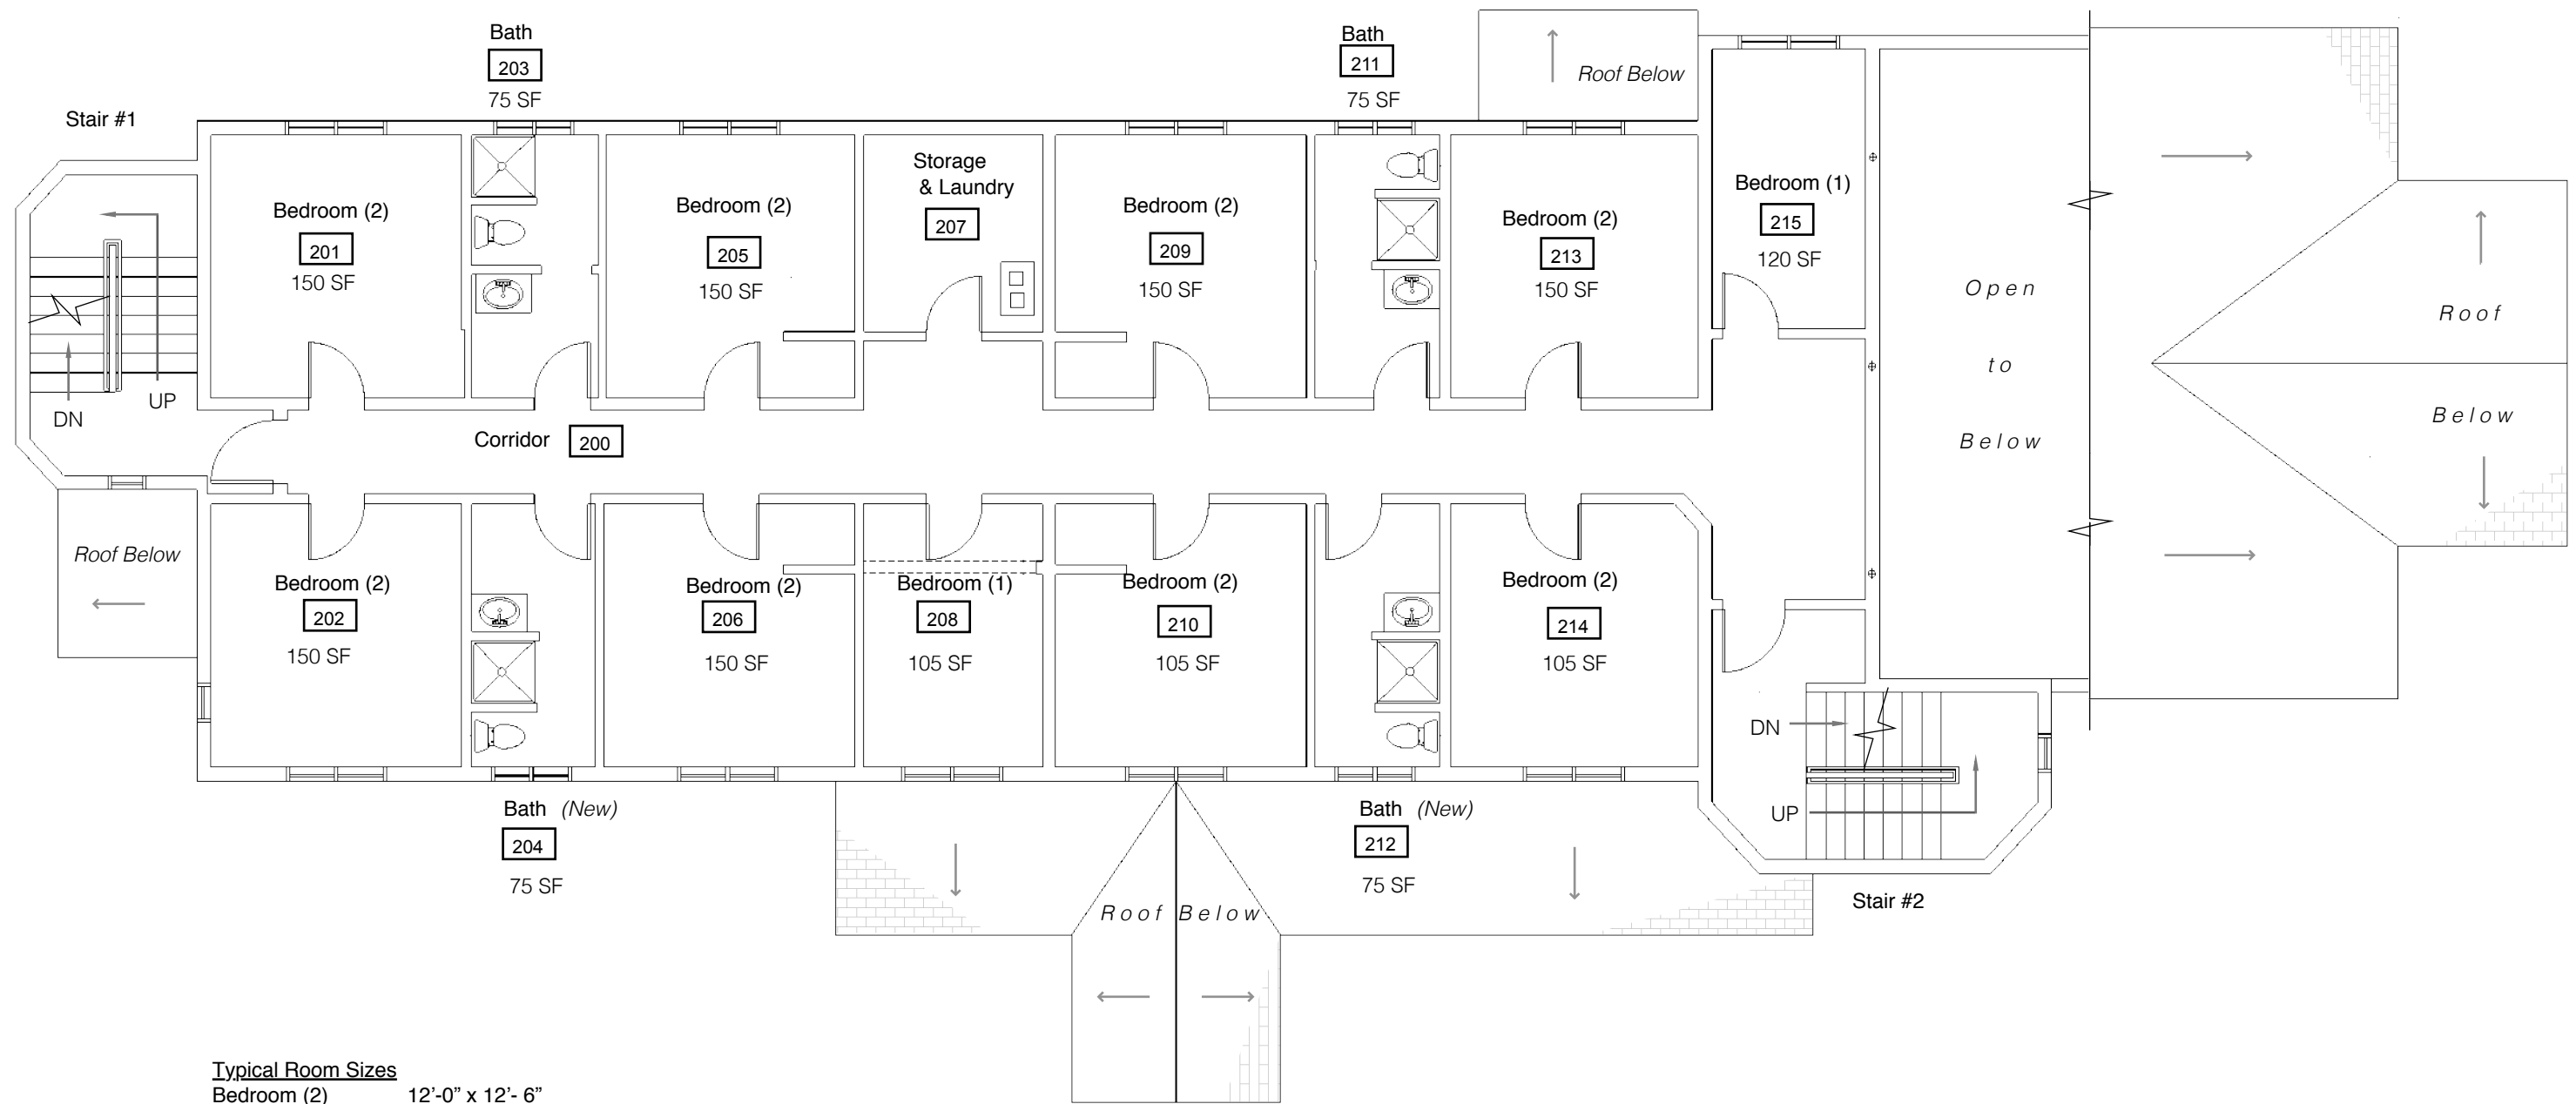 Bath
203
75 SF
Bath
211
75 SF
Roof Below
Stair #1
Bedroom (2)
201
150 SF
Bedroom (2)
205
150 SF
Storage
& Laundry
207
Bedroom (2)
209
150 SF
Bedroom (2)
213
150 SF
Bedroom (1)
215
120 SF
Open
to
Below
Roof
Below
DN
UP
Corridor 200
Roof Below
Bedroom (2)
202
150 SF
Bedroom (2)
206
150 SF
Bedroom (1)
208
105 SF
Bedroom (2)
210
105 SF
Bedroom (2)
214
105 SF
DN
UP
Stair #2
Bath (New)
204
75 SF
Bath (New)
212
75 SF
Roof Below
Typical Room Sizes
Bedroom (2) 12’-0” x 12’- 6”